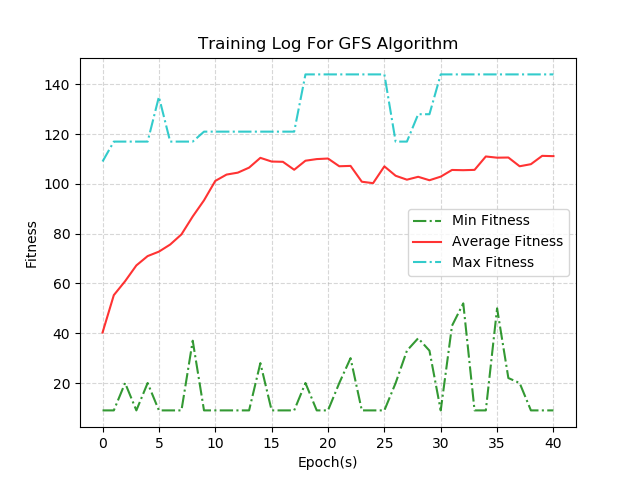 Training Log For GFS Algorithm
140
120
100
80
60
40
20
Fitness
Min Fitness
Average Fitness
Max Fitness
0 5 10 15 20 25 30 35 40
Epoch(s)